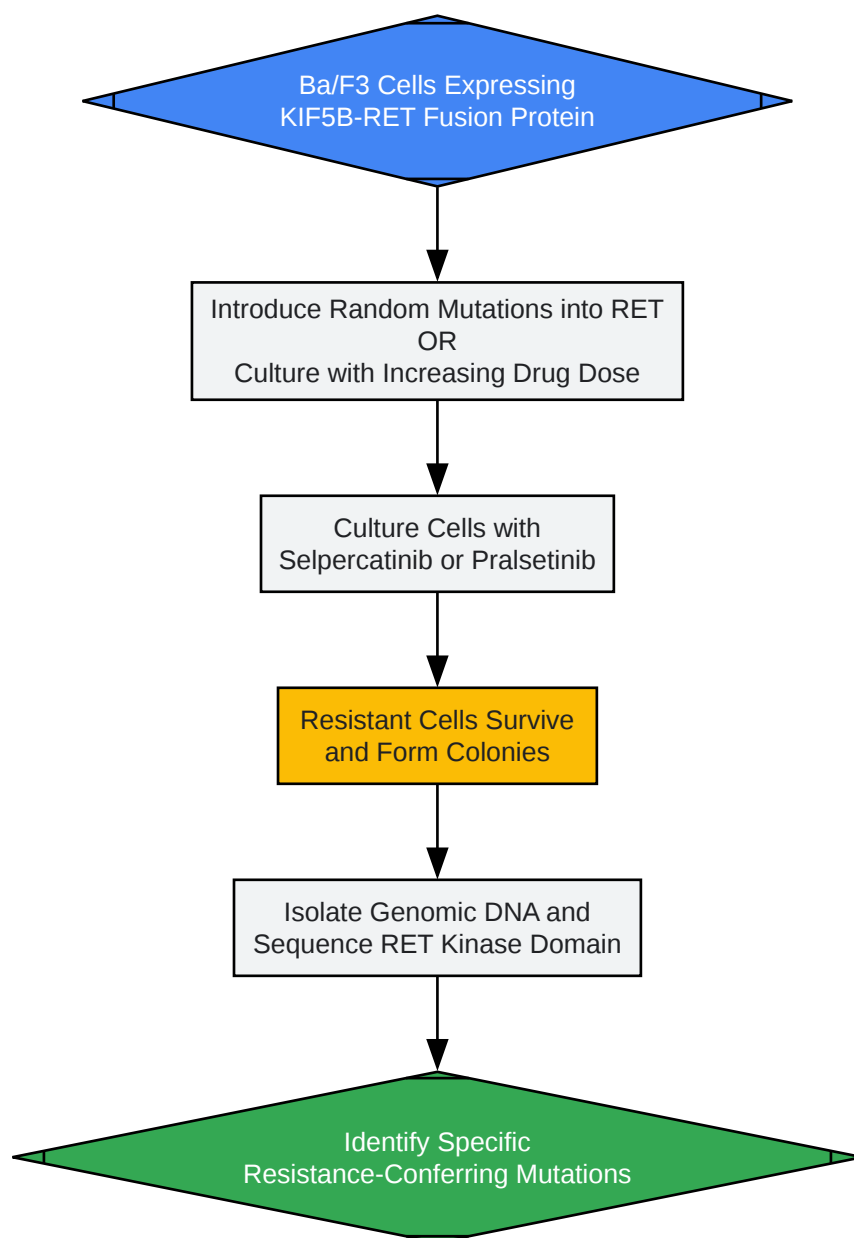 Ba/F3 Cells Expressing
KIF5B-RET Fusion Protein
Introduce Random Mutations into RET
OR
Culture with Increasing Drug Dose
Culture Cells with
Selpercatinib or Pralsetinib
Resistant Cells Survive
and Form Colonies
Isolate Genomic DNA and
Sequence RET Kinase Domain
Identify Specific
Resistance-Conferring Mutations